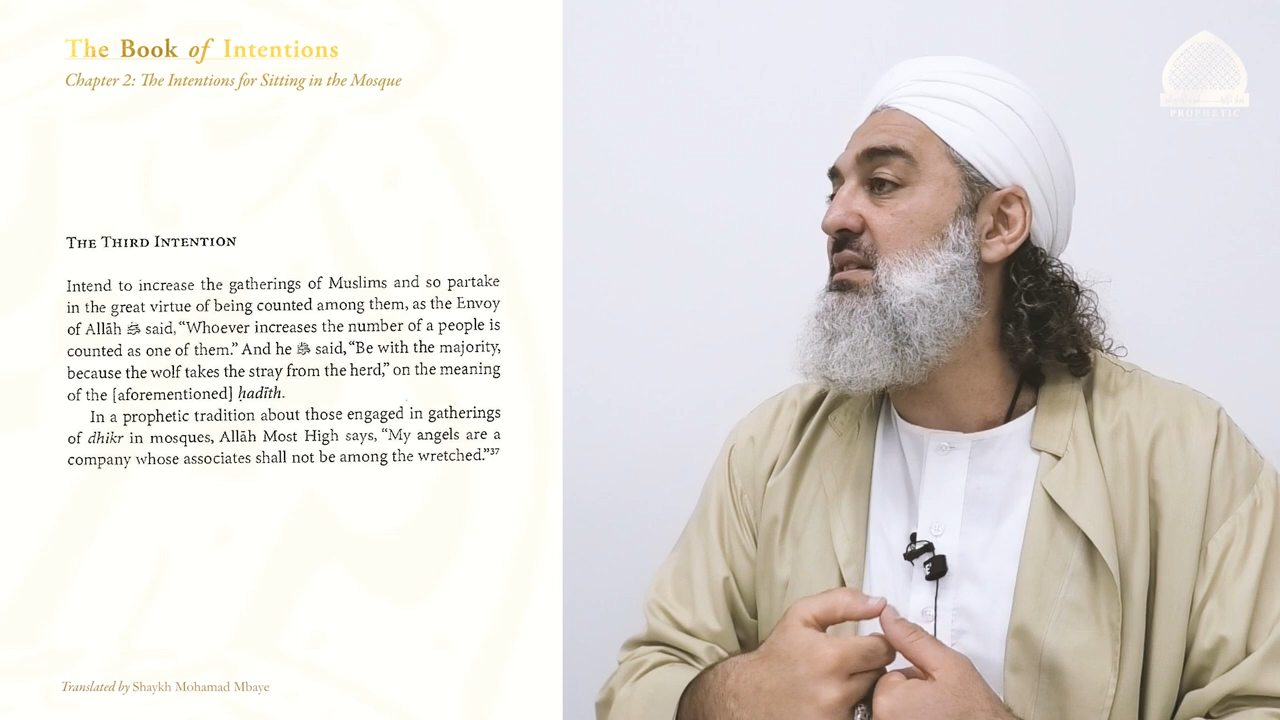 The Book of Intentions
Chapter 2: The Intentions for Sitting in the Mosque
The Third Intention
Intend to increase the gatherings of Muslims and so partake
in the great virtue of being counted among them, as the Envoy
of Allāh ﷺ said, “Whoever increases the number of a people is
counted as one of them.” And he ﷺ said, “Be with the majority,
because the wolf takes the stray from the herd,” on the meaning
of the [aforementioned] ḥadīth.
In a prophetic tradition about those engaged in gatherings
of dhikr in mosques, Allāh Most High says, “My angels are a
company whose associates shall not be among the wretched.”37
Translated by Shaykh Mohamad Mbaye
PROPHETIC